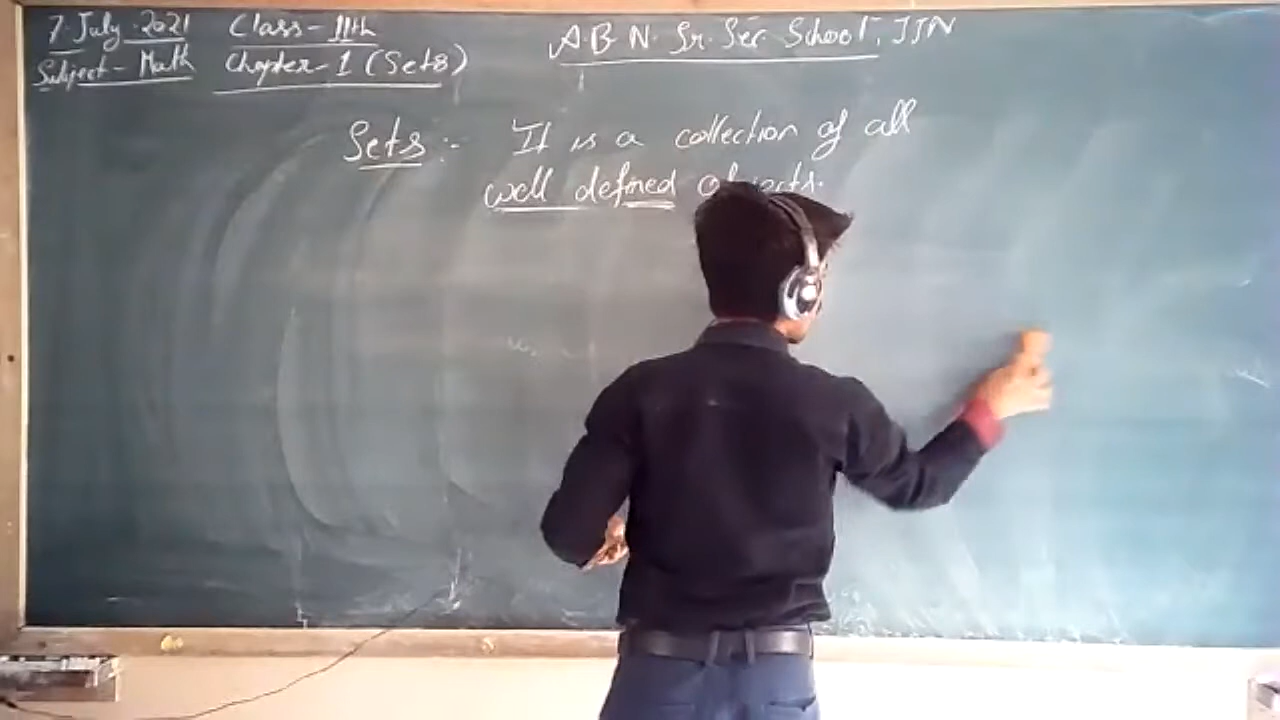 7 July 2021 Class-11th A.B.N. Sr. Sec School, JJN
Subject- Math Chapter-1 (Sets)
Sets :- It is a collection of all
well defined objects.